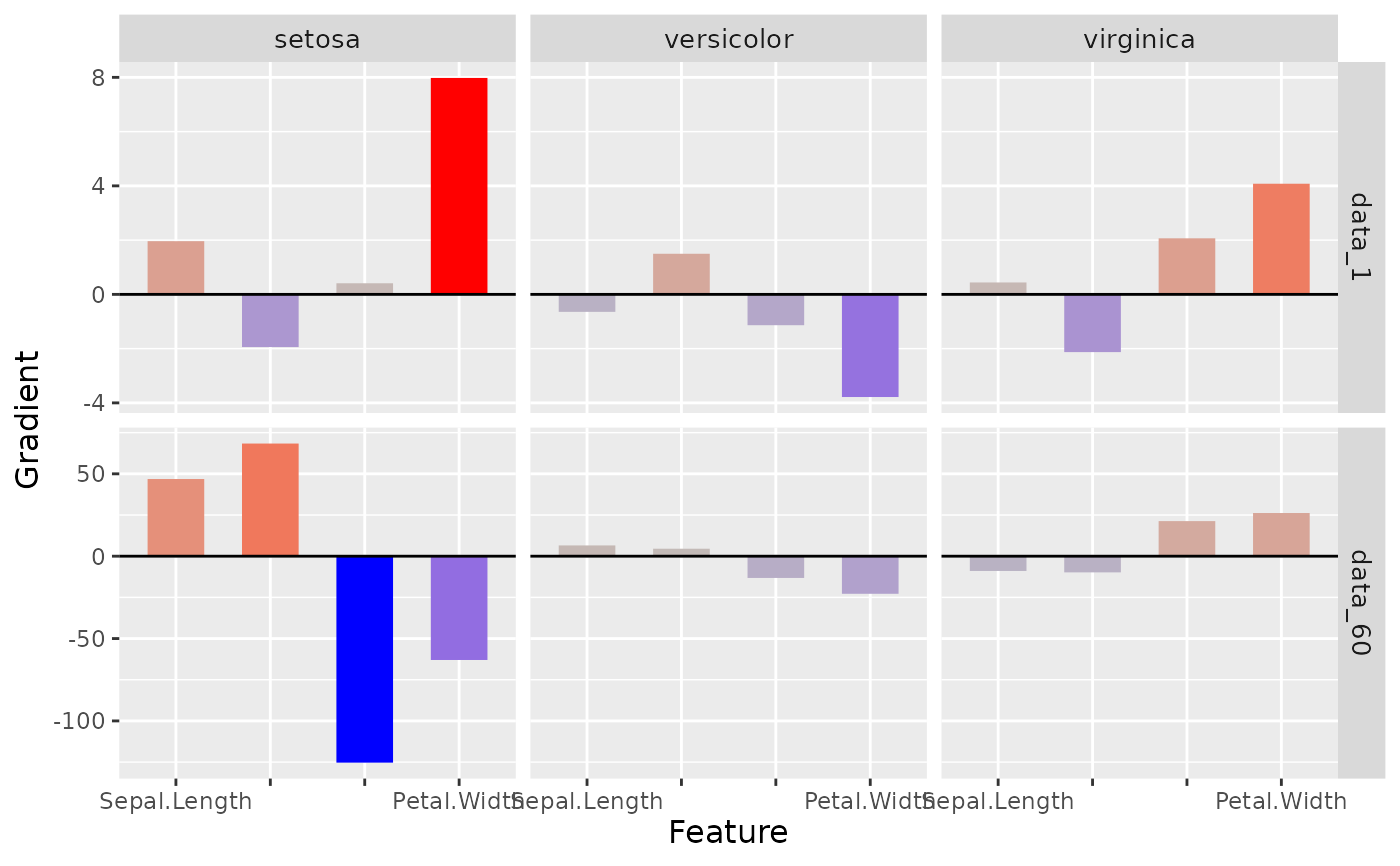 setosa versicolor virginica
8
4
0
-4
data_1
Gradient
50
0
-50
-100
data_60
Sepal.Length Petal.Width Sepal.Length Petal.Width Sepal.Length Petal.Width
Feature